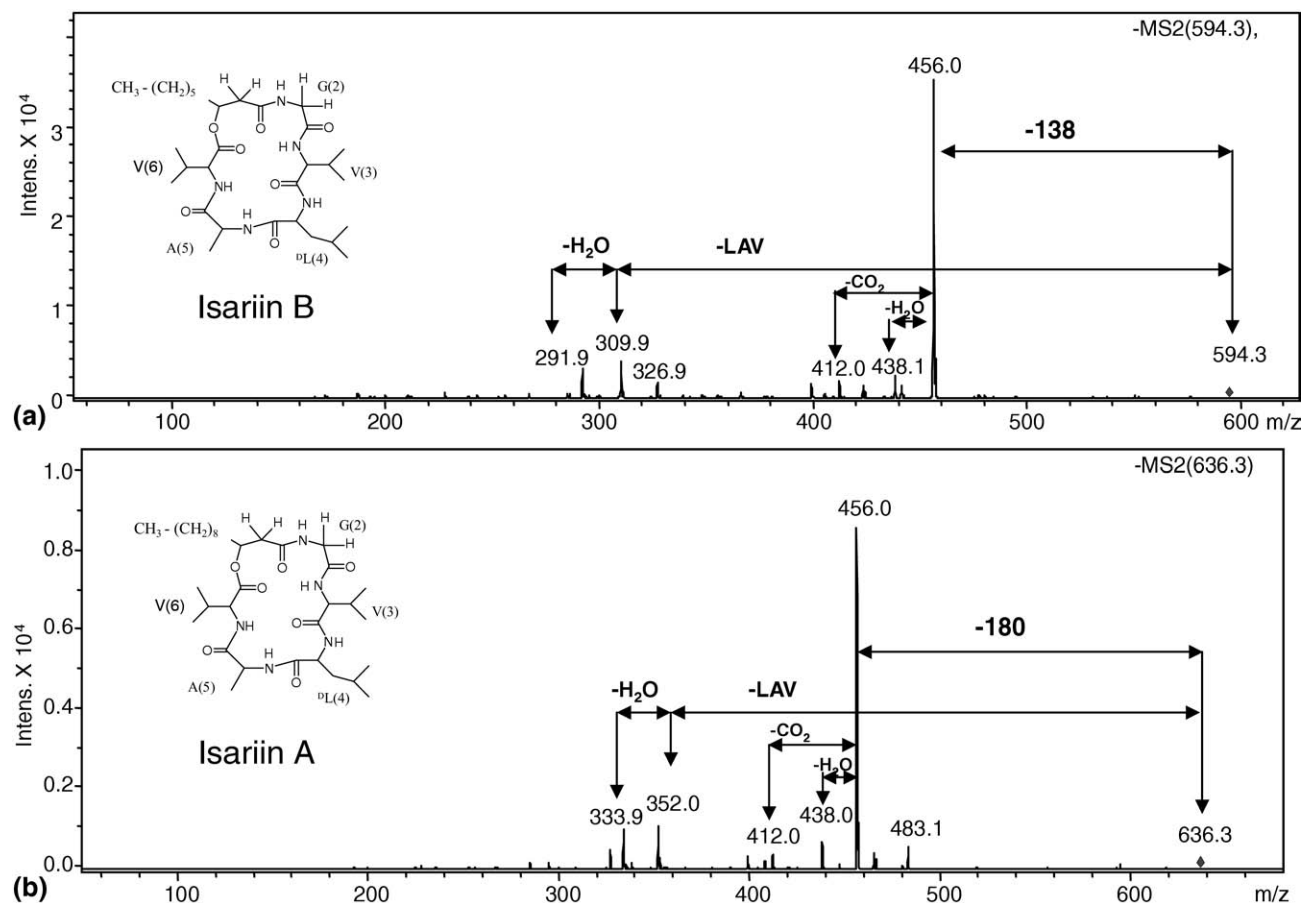 -MS2(594.3),
456.0
CH₃ - (CH₂)₅
H H
H H
G(2)
H
N
O
O
O
H N
O
V(6)
V(3)
NH
O
NH
O
H
N
O
A(5)
ᴰL(4)
-138
-H₂O
-LAV
-CO₂
-H₂O
Isariin B
309.9
291.9
326.9
412.0
438.1
594.3
Intens. X 10⁴
3
2
1
0
(a)
100 200 300 400 500 600 m/z
-MS2(636.3)
456.0
CH₃ - (CH₂)₈
H H
H H
G(2)
H
N
O
O
O
H N
O
V(6)
V(3)
NH
O
NH
O
H
N
O
A(5)
ᴰL(4)
-180
-H₂O
-LAV
-CO₂
-H₂O
Isariin A
333.9
352.0
412.0
438.0
483.1
636.3
Intens. X 10⁴
1.0
0.8
0.6
0.4
0.2
0.0
(b)
100 200 300 400 500 600 m/z